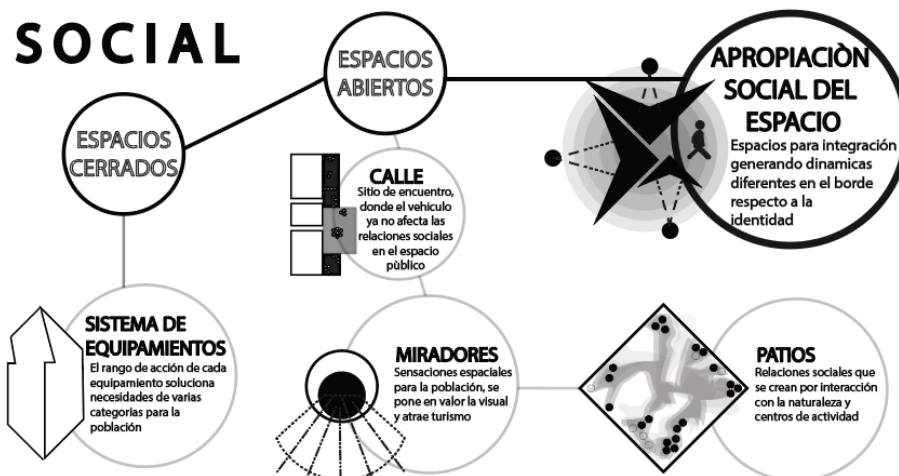 SOCIAL
ESPACIOS
CERRADOS
ESPACIOS
ABIERTOS
APROPIACIÒN
SOCIAL DEL
ESPACIO
Espacios para integración
generando dinamicas
diferentes en el borde
respecto a la
identidad
CALLE
Sitio de encuentro,
donde el vehiculo
ya no afecta las
relaciones sociales
en el espacio
pùblico
SISTEMA DE
EQUIPAMIENTOS
El rango de acción de cada
equipamiento soluciona
necesidades de varias
categorias para la
población
MIRADORES
Sensaciones espaciales
para la población, se
pone en valor la visual
y atrae turismo
PATIOS
Relaciones sociales que
se crean por interacción
con la naturaleza y
centros de actividad